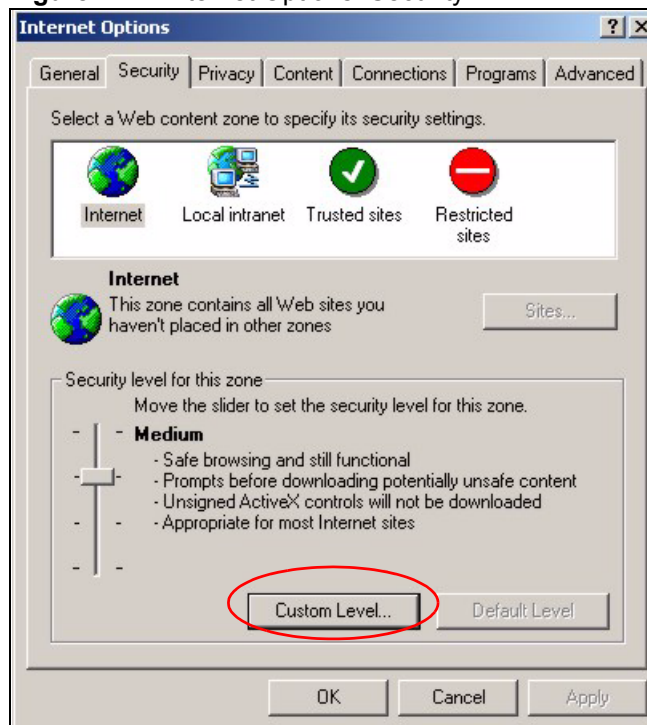 Internet Options
General Security Privacy Content Connections Programs Advanced
Select a Web content zone to specify its security settings.
Internet Local intranet Trusted sites Restricted
sites
Internet
This zone contains all Web sites you
haven't placed in other zones
Sites...
Security level for this zone
Move the slider to set the security level for this zone.
Medium
- Safe browsing and still functional
- Prompts before downloading potentially unsafe content
- Unsigned ActiveX controls will not be downloaded
- Appropriate for most Internet sites
Custom Level... Default Level
OK Cancel Apply